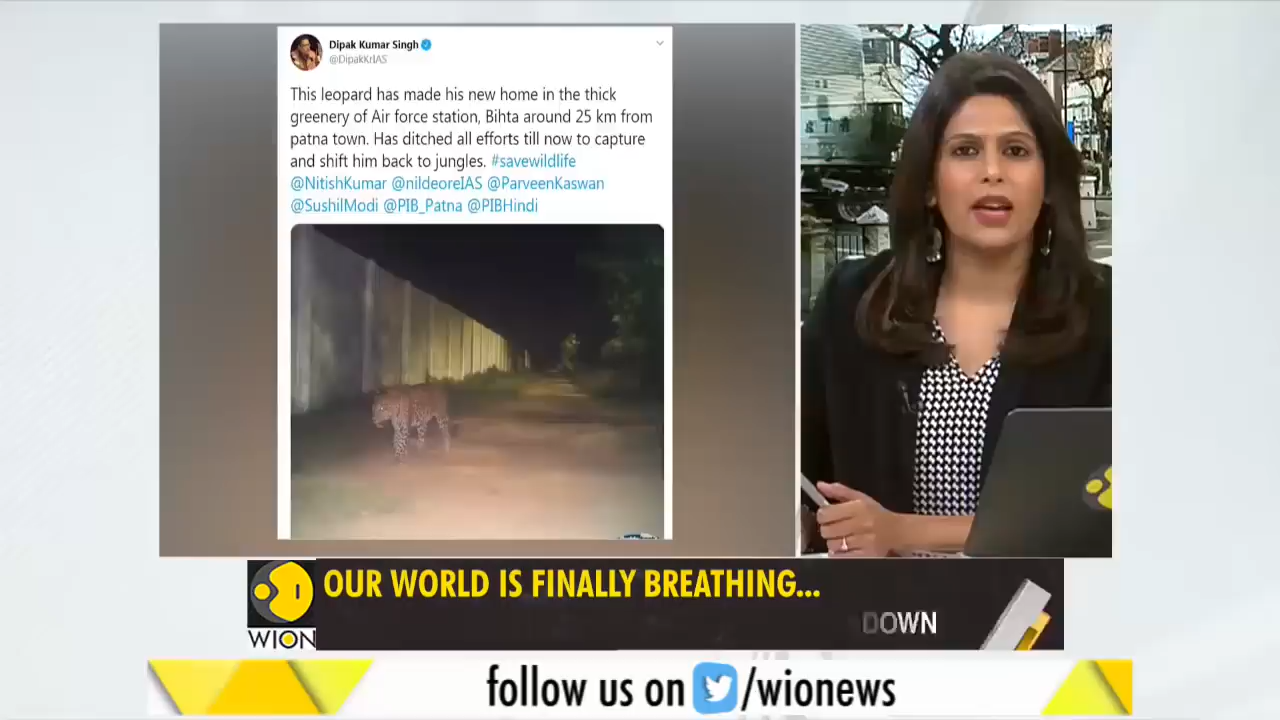 Dipak Kumar Singh
@DipakKrIAS
This leopard has made his new home in the thick
greenery of Air force station, Bihta around 25 km from
patna town. Has ditched all efforts till now to capture
and shift him back to jungles. #savewildlife
@NitishKumar @nildeoreIAS @ParveenKaswan
@SushilModi @PIB_Patna @PIBHindi
OUR WORLD IS FINALLY BREATHING...
DOWN
WION
follow us on /wionews